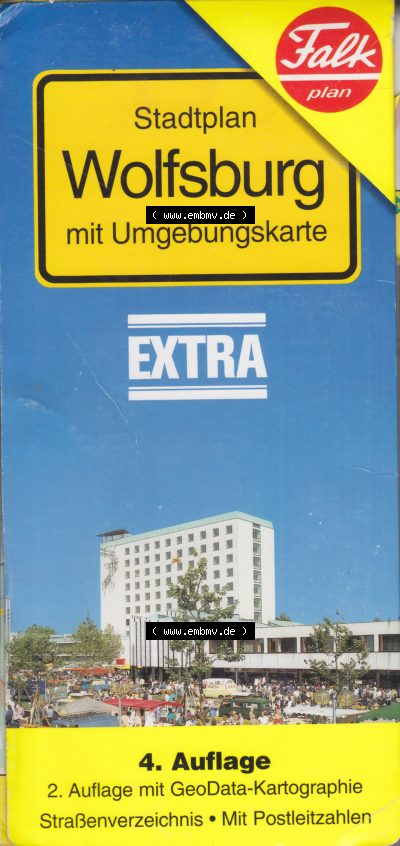 Falk
plan
Stadtplan
Wolfsburg
( www.embmv.de )
mit Umgebungskarte
EXTRA
( www.embmv.de )
4. Auflage
2. Auflage mit GeoData-Kartographie
Straßenverzeichnis • Mit Postleitzahlen